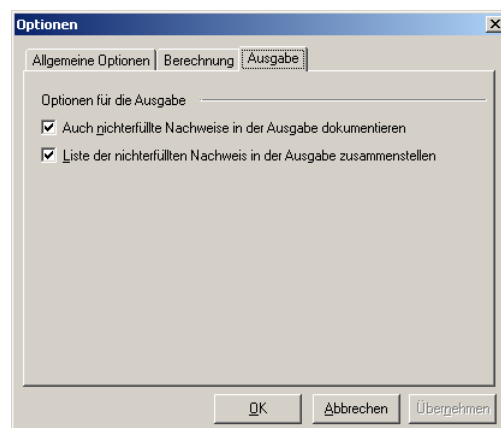 Optionen
Allgemeine Optionen Berechnung Ausgabe
Optionen für die Ausgabe
Auch nichterfüllte Nachweise in der Ausgabe dokumentieren
Liste der nichterfüllten Nachweis in der Ausgabe zusammenstellen
OK Abbrechen Übernehmen